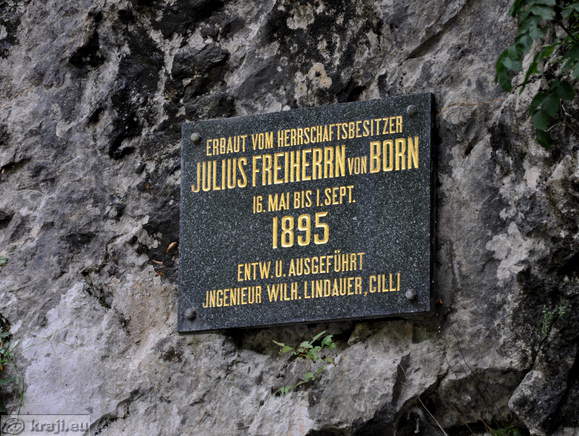 ERBAUT VOM HERRSCHAFTSBESITZER
JULIUS FREIHERRN VON BORN
16. MAI BIS 1. SEPT.
1895
ENTW. U. AUSGEFÜHRT
JNGENIEUR WILH. LINDAUER, CILLI
@ kraji.eu